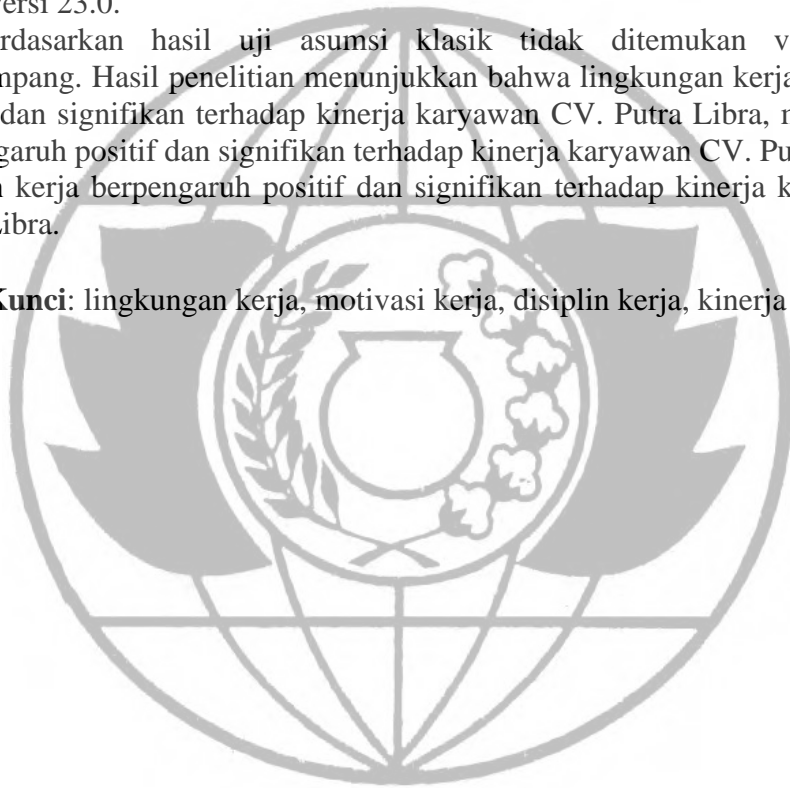 ersi 23.0.
erdasarkan hasil uji asumsi klasik tidak ditemukan v
mpang. Hasil penelitian menunjukkan bahwa lingkungan kerja
dan signifikan terhadap kinerja karyawan CV. Putra Libra, m
garuh positif dan signifikan terhadap kinerja karyawan CV. Pu
n kerja berpengaruh positif dan signifikan terhadap kinerja k
Libra.
Kunci: lingkungan kerja, motivasi kerja, disiplin kerja, kinerja